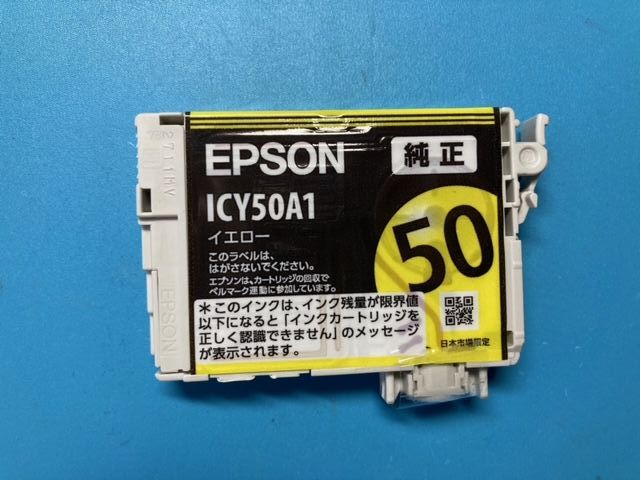 EPSON
純正
ICY50A1
イエロー
50
このラベルは、
はがさないでください。
エプソンは、カートリッジの回収で
ベルマーク運動に参加しています。
＊このインクは、インク残量が限界値
以下になると「インクカートリッジを
正しく認識できません」のメッセージ
が表示されます。
日本市場限定
EPSON